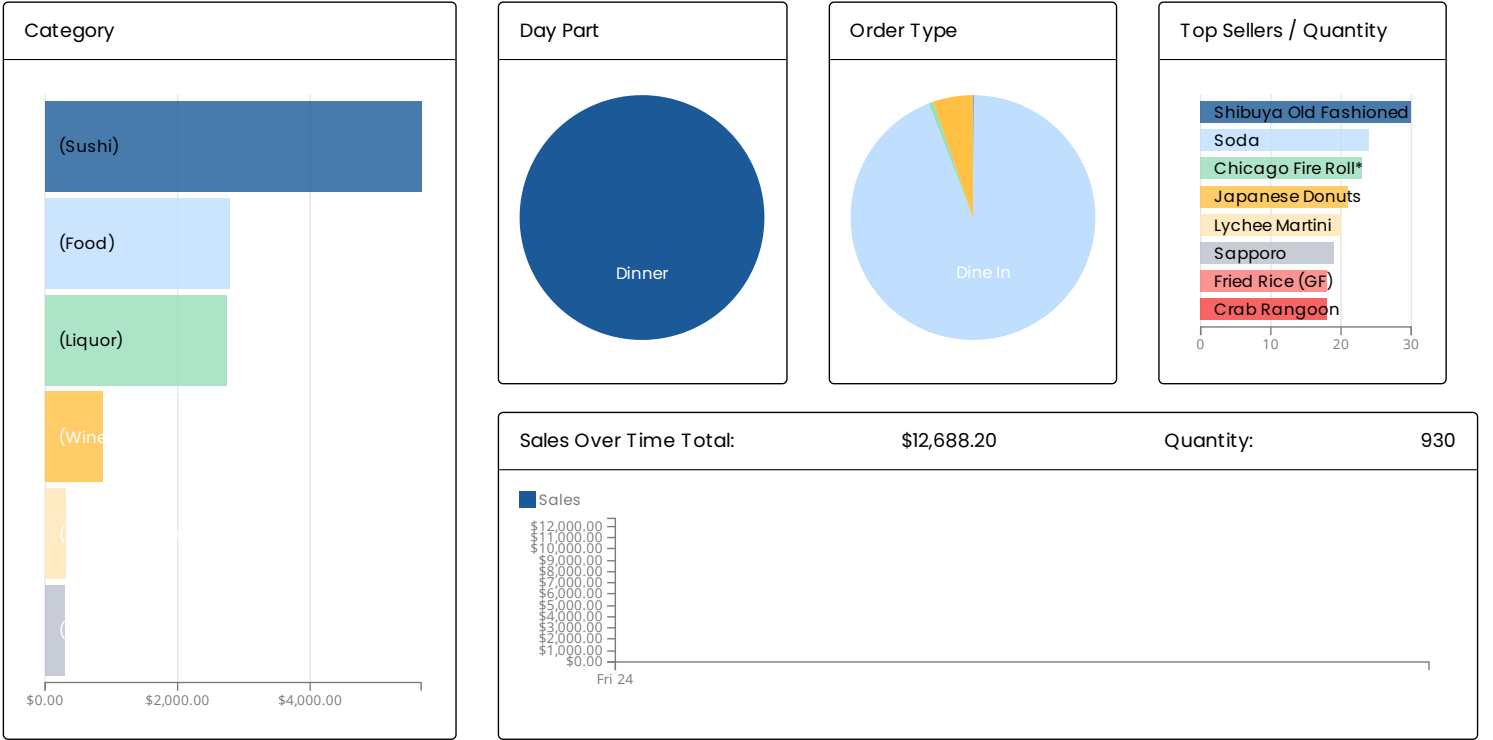 Category
(Sushi)
(Food)
(Liquor)
(Wine
(
(
$0.00 $2,000.00 $4,000.00
Day Part
Dinner
Order Type
Dine In
Top Sellers / Quantity
Shibuya Old Fashioned
Soda
Chicago Fire Roll*
Japanese Donuts
Lychee Martini
Sapporo
Fried Rice (GF)
Crab Rangoon
0 10 20 30
Sales Over Time Total: $12,688.20 Quantity: 930
Sales
$12,000.00
$11,000.00
$10,000.00
$9,000.00
$8,000.00
$7,000.00
$6,000.00
$5,000.00
$4,000.00
$3,000.00
$2,000.00
$1,000.00
$0.00
Fri 24